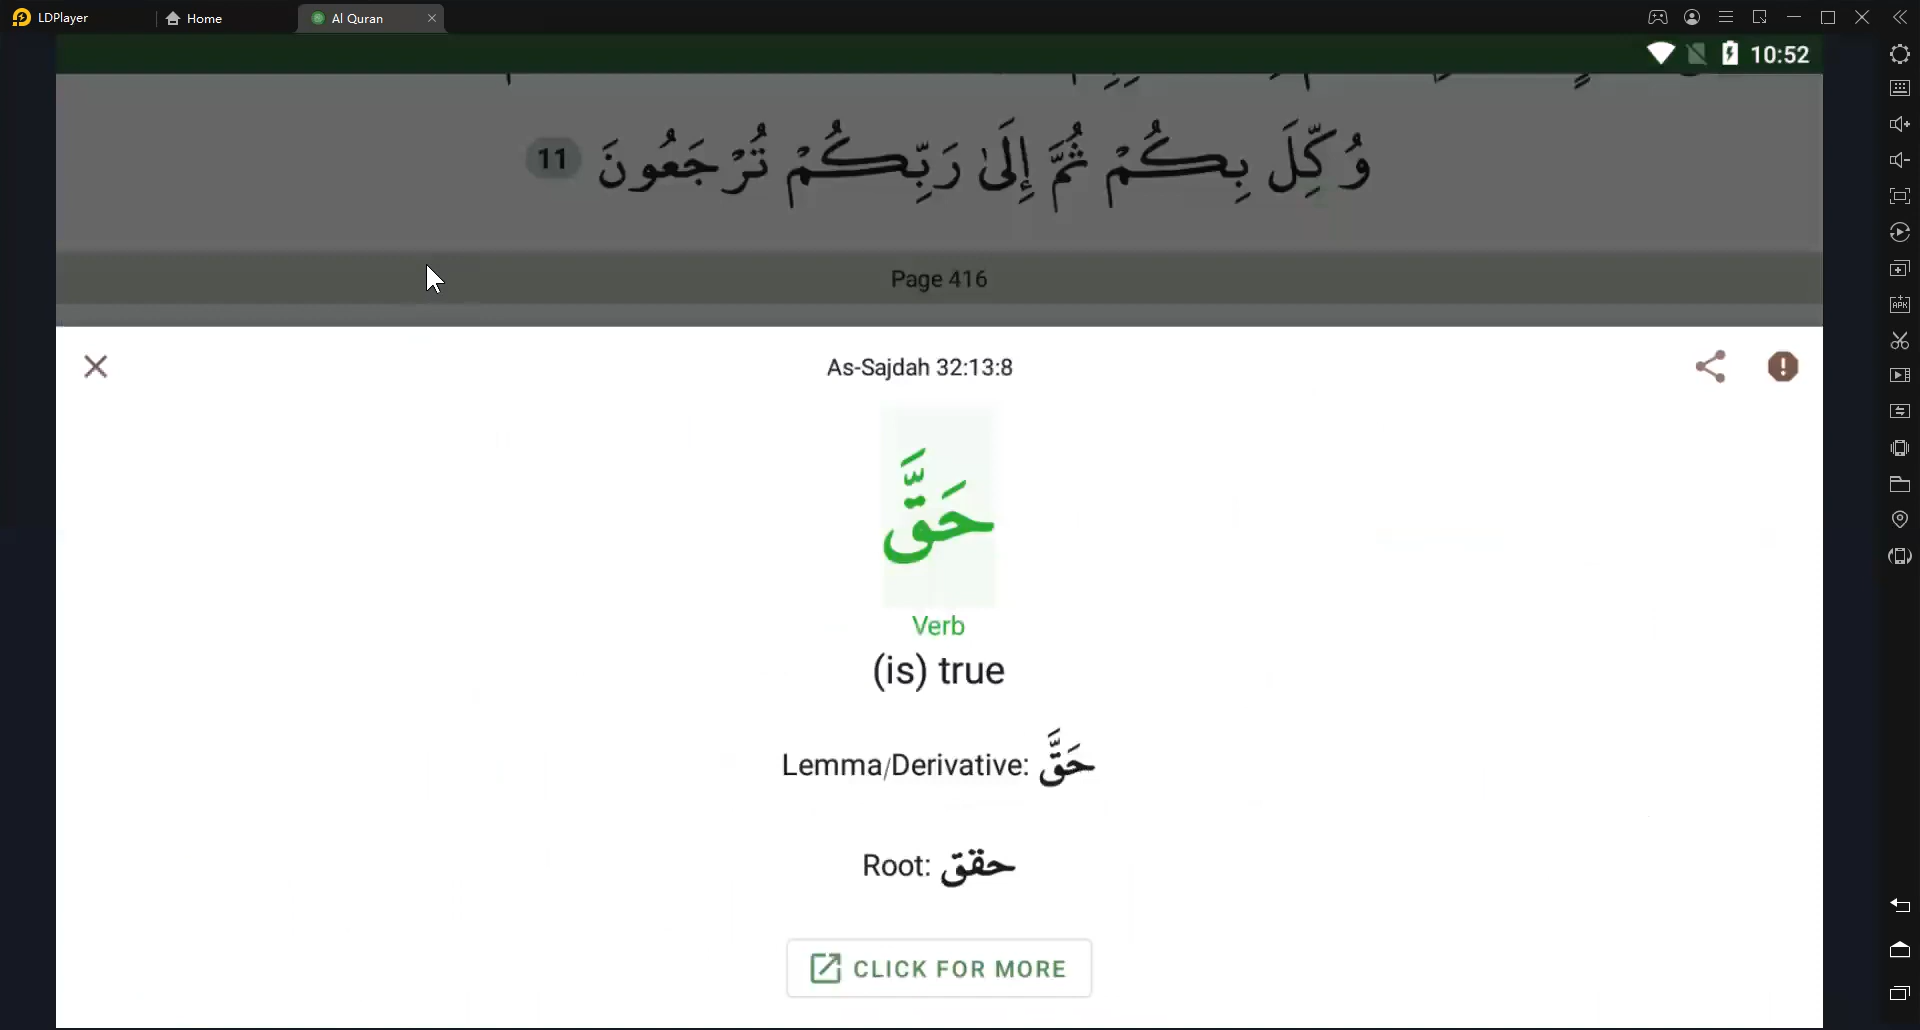 LDPlayer
Home
Al Quran
10:52
وُكِّلَ بِكُمْ ثُمَّ إِلَىٰ رَبِّكُمْ تُرْجَعُونَ 11
Page 416
As-Sajdah 32:13:8
حَقَّ
Verb
(is) true
Lemma/Derivative: حَقَّ
Root: حقق
CLICK FOR MORE
APK